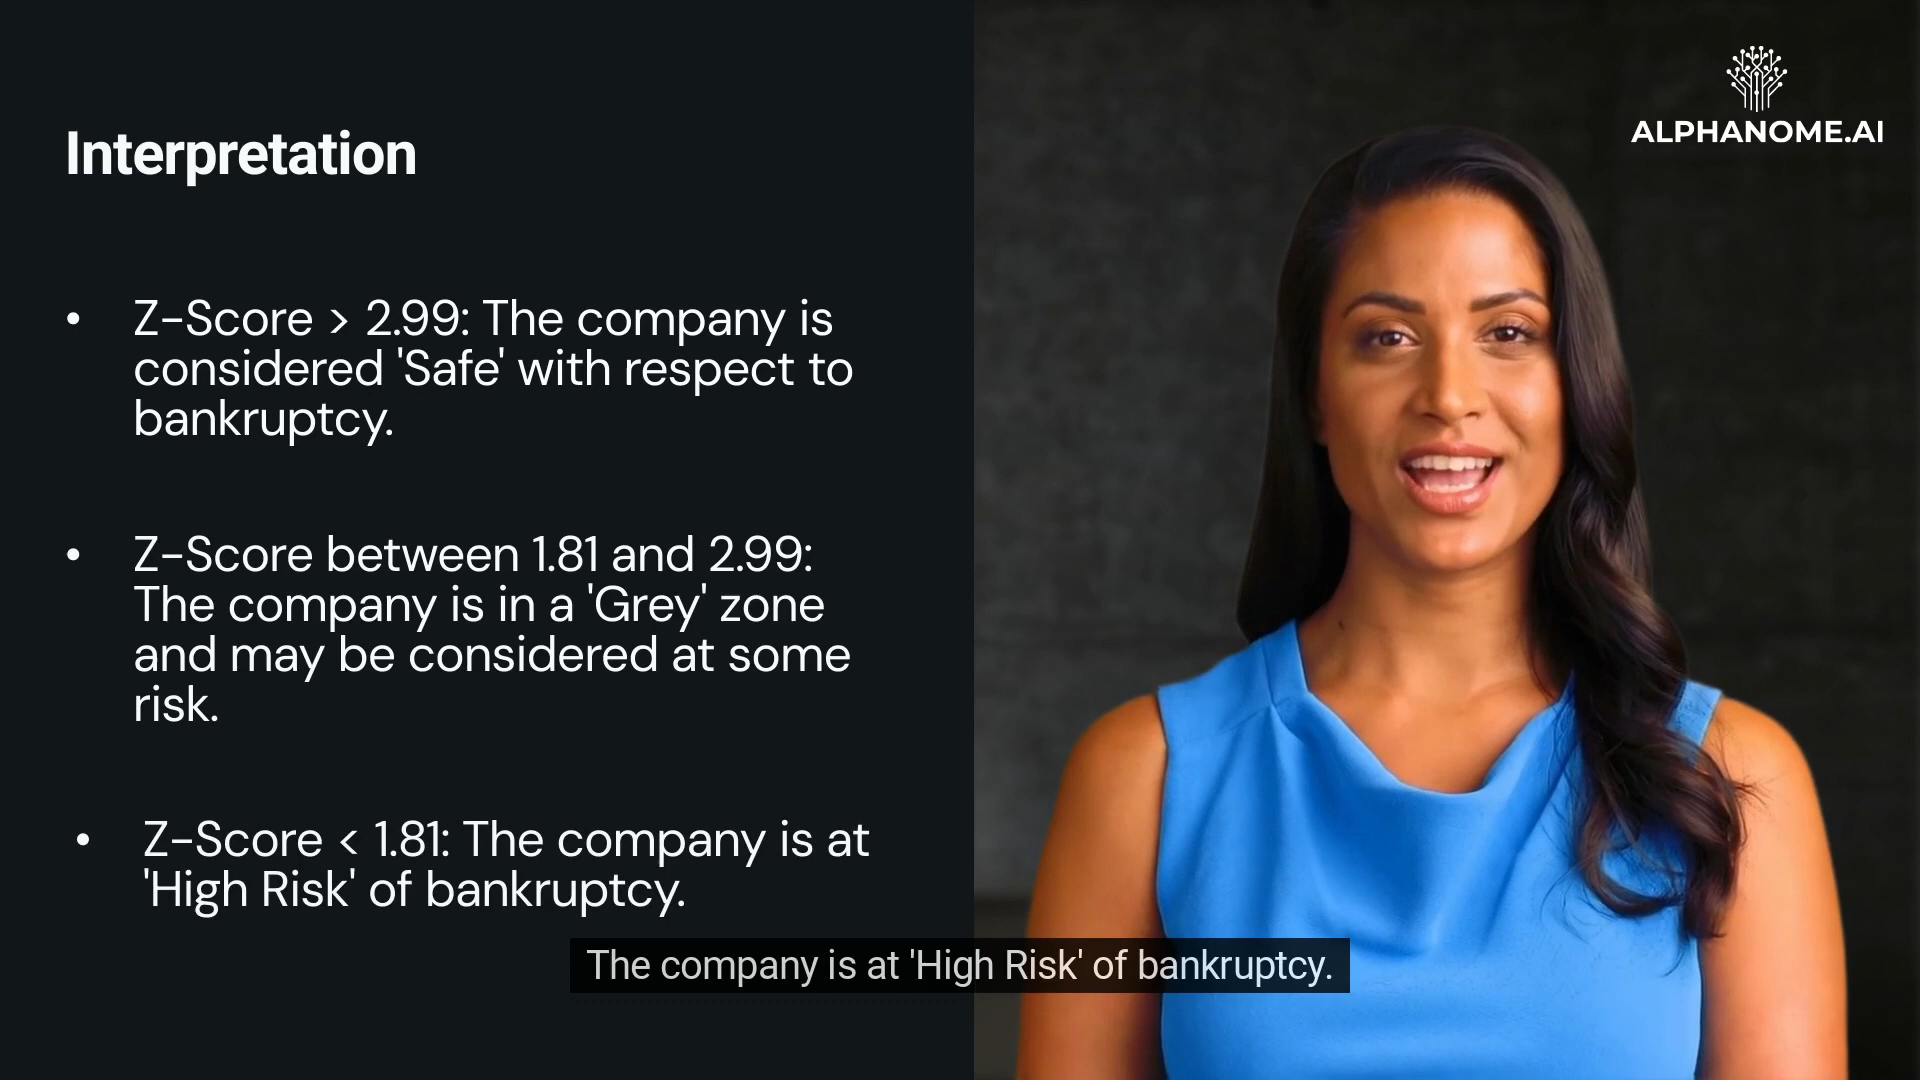 ALPHANOME.AI
Interpretation
• Z-Score > 2.99: The company is
considered 'Safe' with respect to
bankruptcy.
• Z-Score between 1.81 and 2.99:
The company is in a 'Grey' zone
and may be considered at some
risk.
• Z-Score < 1.81: The company is at
'High Risk' of bankruptcy.
The company is at 'High Risk' of bankruptcy.